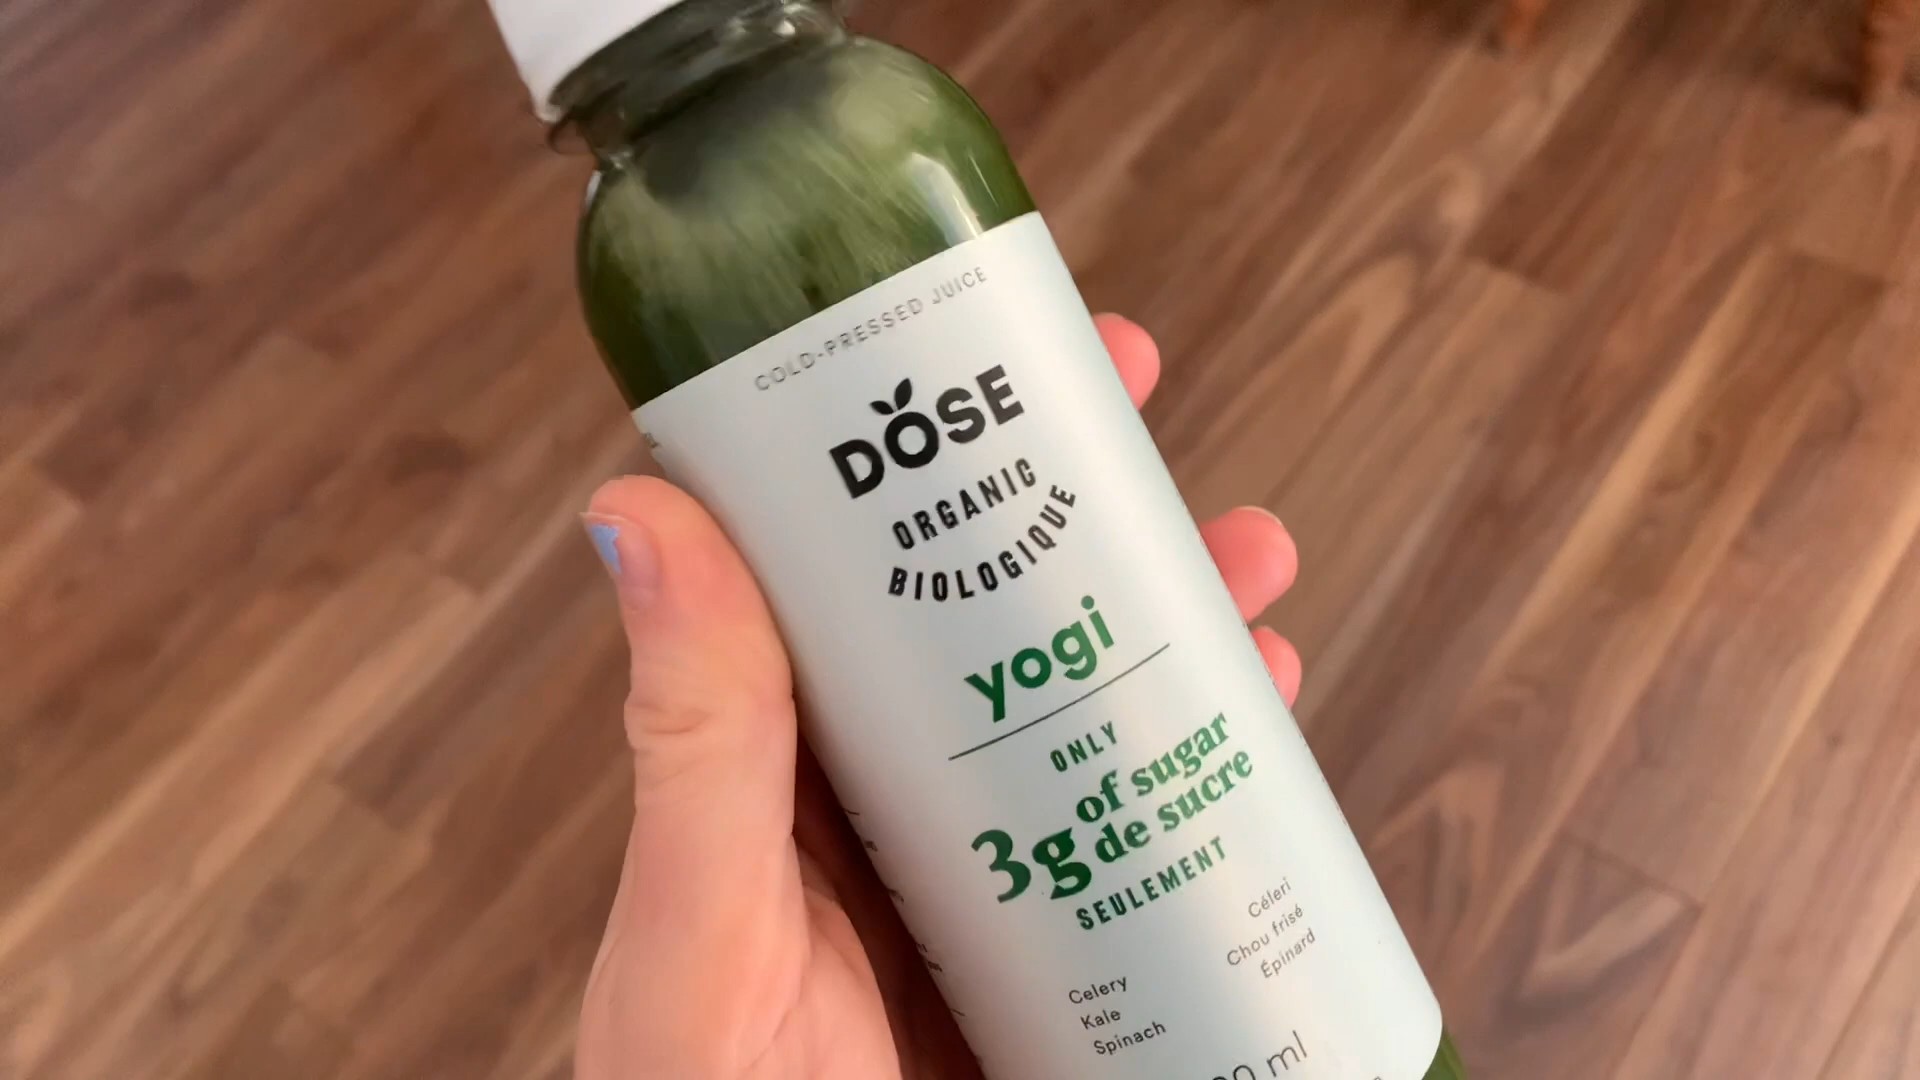 COLD-PRESSED JUICE
DOSE
ORGANIC
BIOLOGIQUE
yogi
ONLY
3g of sugar
de sucre
SEULEMENT
Céleri
Chou frisé
Épinard
Celery
Kale
Spinach
ml